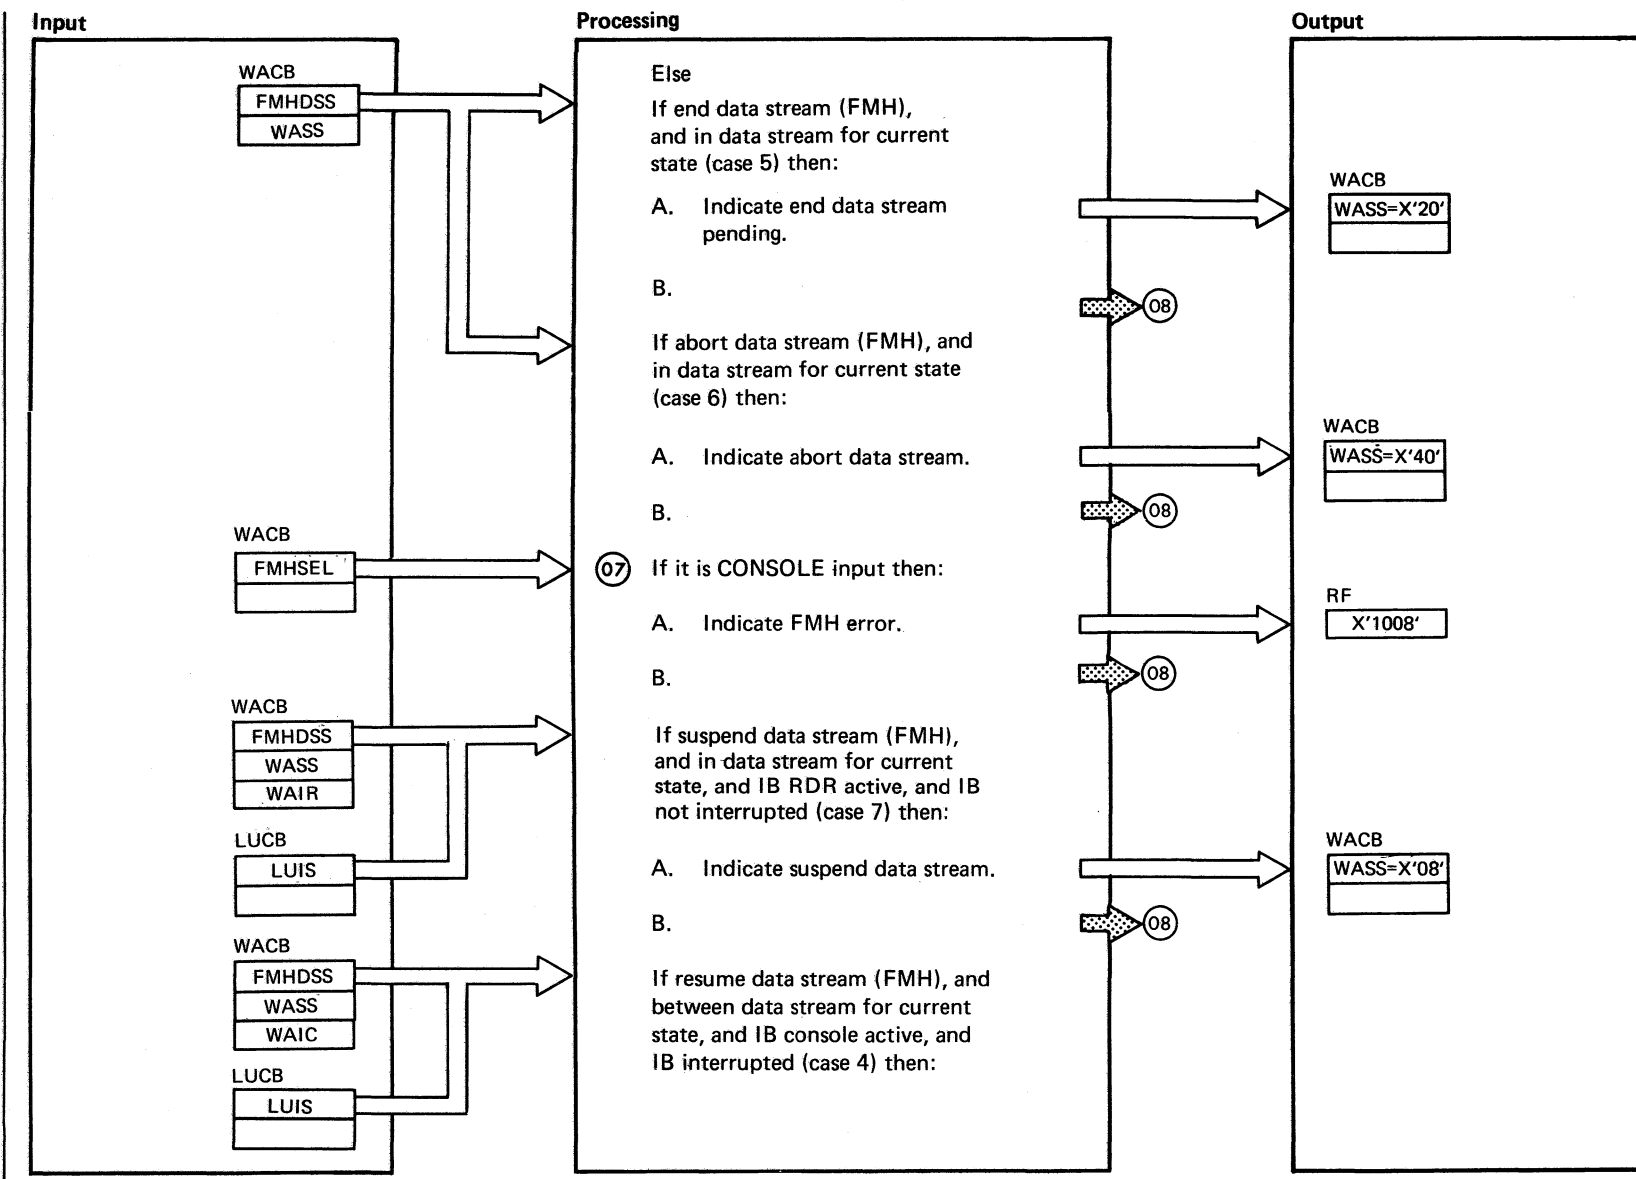 Input
Processing
Output
WACB
FMHDSS
WASS
Else
If end data stream (FMH),
and in data stream for current
state (case 5) then:
A. Indicate end data stream
pending.
WACB
WASS=X'20'
B.
08
If abort data stream (FMH), and
in data stream for current state
(case 6) then:
A. Indicate abort data stream.
WACB
WASS=X'40'
B.
08
WACB
FMHSEL
07 If it is CONSOLE input then:
A. Indicate FMH error.
RF
X'1008'
B.
08
WACB
FMHDSS
WASS
WAIR
LUCB
LUIS
If suspend data stream (FMH),
and in data stream for current
state, and IB RDR active, and IB
not interrupted (case 7) then:
A. Indicate suspend data stream.
WACB
WASS=X'08'
B.
08
WACB
FMHDSS
WASS
WAIC
LUCB
LUIS
If resume data stream (FMH), and
between data stream for current
state, and IB console active, and
IB interrupted (case 4) then: